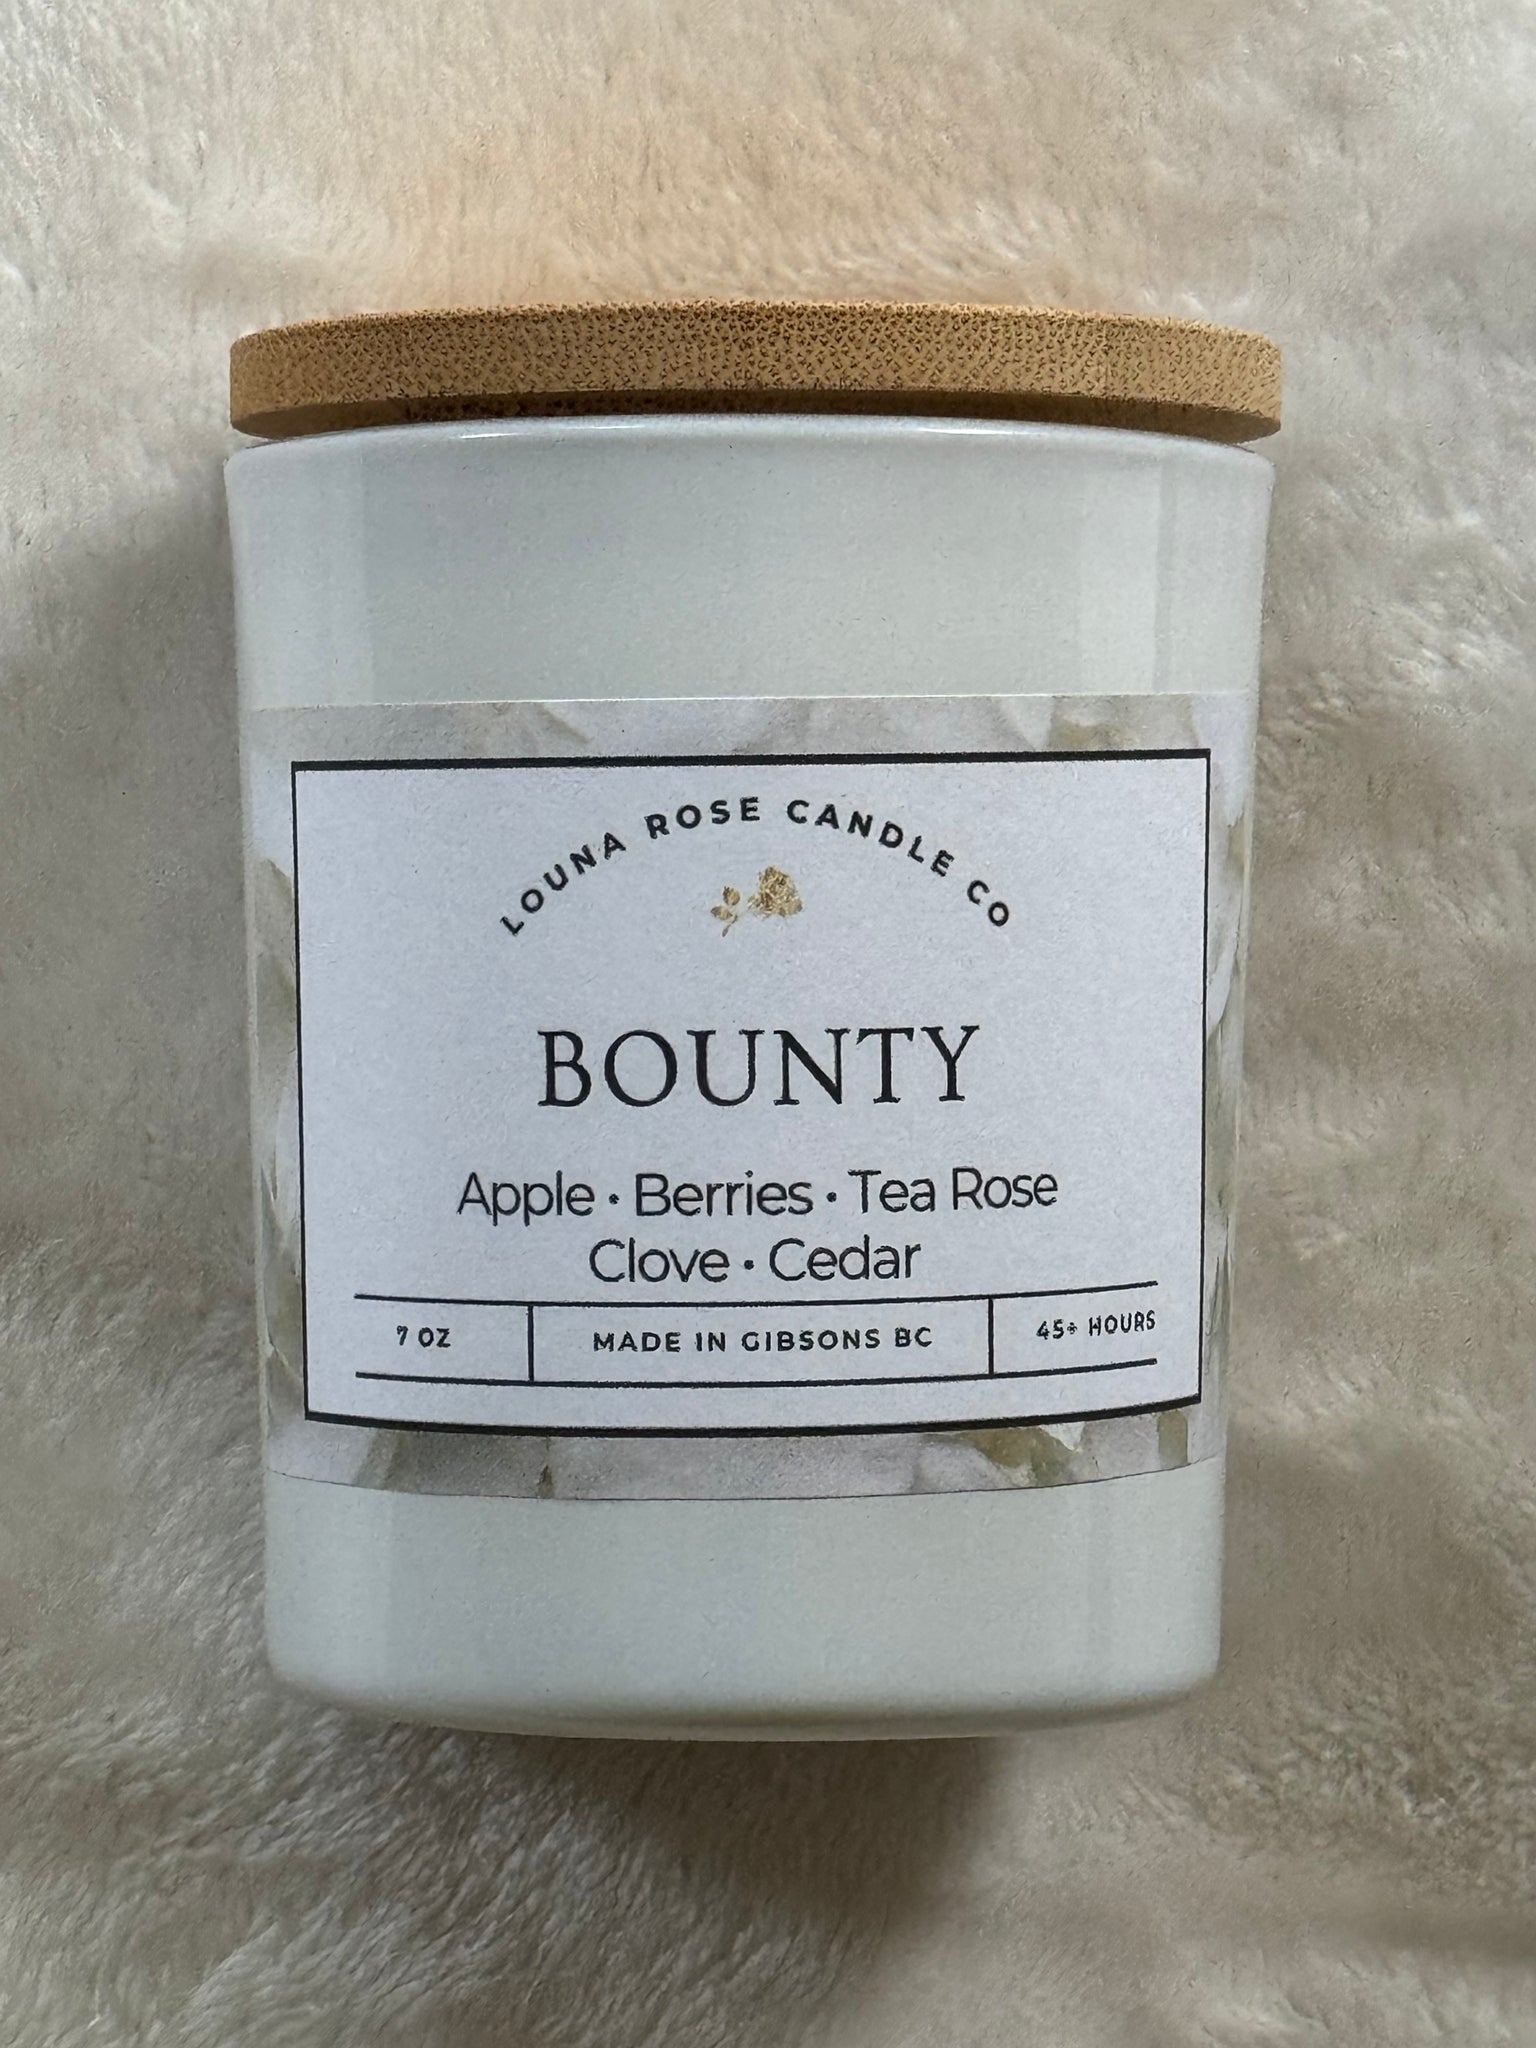 LOUNA ROSE CANDLE CO
BOUNTY
Apple • Berries • Tea Rose
Clove • Cedar
7 OZ
MADE IN GIBSONS BC
45+ HOURS